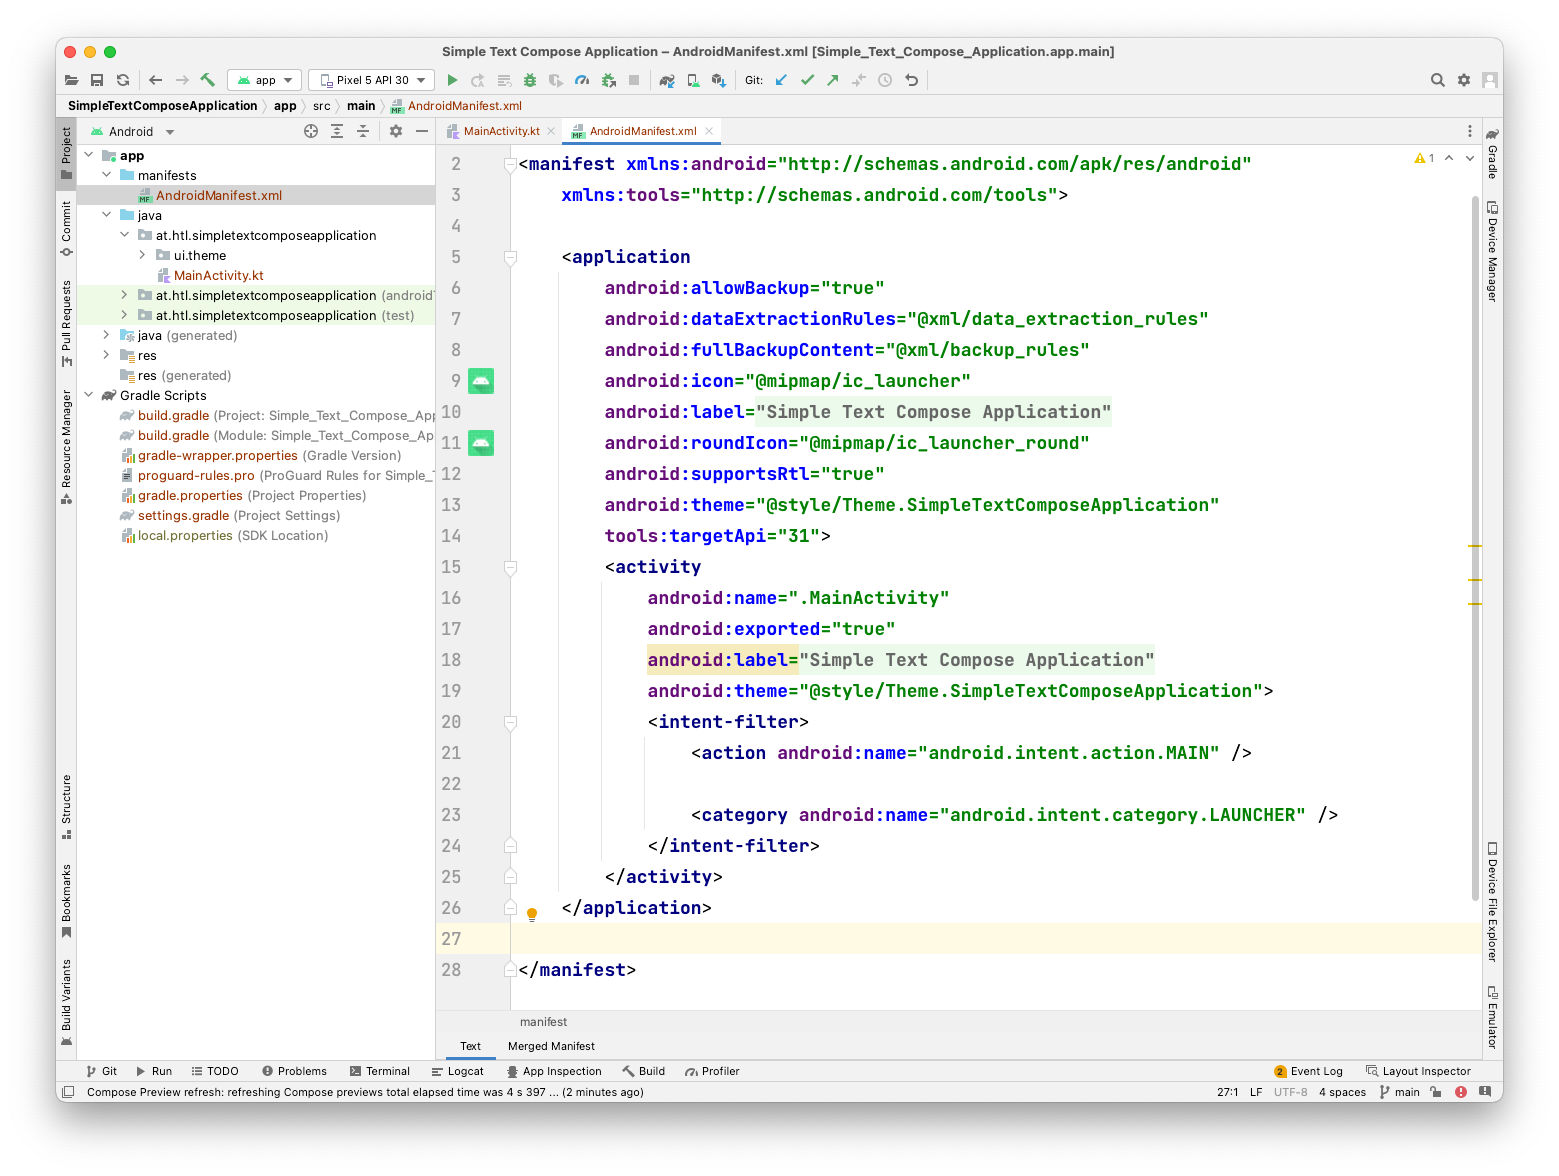 Simple Text Compose Application – AndroidManifest.xml [Simple_Text_Compose_Application.app.main]
app
Pixel 5 API 30
Git:
SimpleTextComposeApplication
app
src
main
AndroidManifest.xml
Project
Commit
Pull Requests
Resource Manager
Structure
Bookmarks
Build Variants
Android
app
manifests
AndroidManifest.xml
java
at.htl.simpletextcomposeapplication
ui.theme
MainActivity.kt
at.htl.simpletextcomposeapplication (android
at.htl.simpletextcomposeapplication (test)
java (generated)
res
res (generated)
Gradle Scripts
build.gradle (Project: Simple_Text_Compose_Ap
build.gradle (Module: Simple_Text_Compose_Ap
gradle-wrapper.properties (Gradle Version)
proguard-rules.pro (ProGuard Rules for Simple_
gradle.properties (Project Properties)
settings.gradle (Project Settings)
local.properties (SDK Location)
MainActivity.kt
AndroidManifest.xml
1
2 <manifest xmlns:android="http://schemas.android.com/apk/res/android"
3 xmlns:tools="http://schemas.android.com/tools">
4
5 <application
6 android:allowBackup="true"
7 android:dataExtractionRules="@xml/data_extraction_rules"
8 android:fullBackupContent="@xml/backup_rules"
9 android:icon="@mipmap/ic_launcher"
10 android:label="Simple Text Compose Application"
11 android:roundIcon="@mipmap/ic_launcher_round"
12 android:supportsRtl="true"
13 android:theme="@style/Theme.SimpleTextComposeApplication"
14 tools:targetApi="31">
15 <activity
16 android:name=".MainActivity"
17 android:exported="true"
18 android:label="Simple Text Compose Application"
19 android:theme="@style/Theme.SimpleTextComposeApplication">
20 <intent-filter>
21 <action android:name="android.intent.action.MAIN" />
22
23 <category android:name="android.intent.category.LAUNCHER" />
24 </intent-filter>
25 </activity>
26 </application>
27
28 </manifest>
manifest
Text
Merged Manifest
Gradle
Device Manager
Device File Explorer
Emulator
Git
Run
TODO
Problems
Terminal
Logcat
App Inspection
Build
Profiler
2 Event Log
Layout Inspector
Compose Preview refresh: refreshing Compose previews total elapsed time was 4 s 397 ... (2 minutes ago)
27:1
LF
UTF-8
4 spaces
main